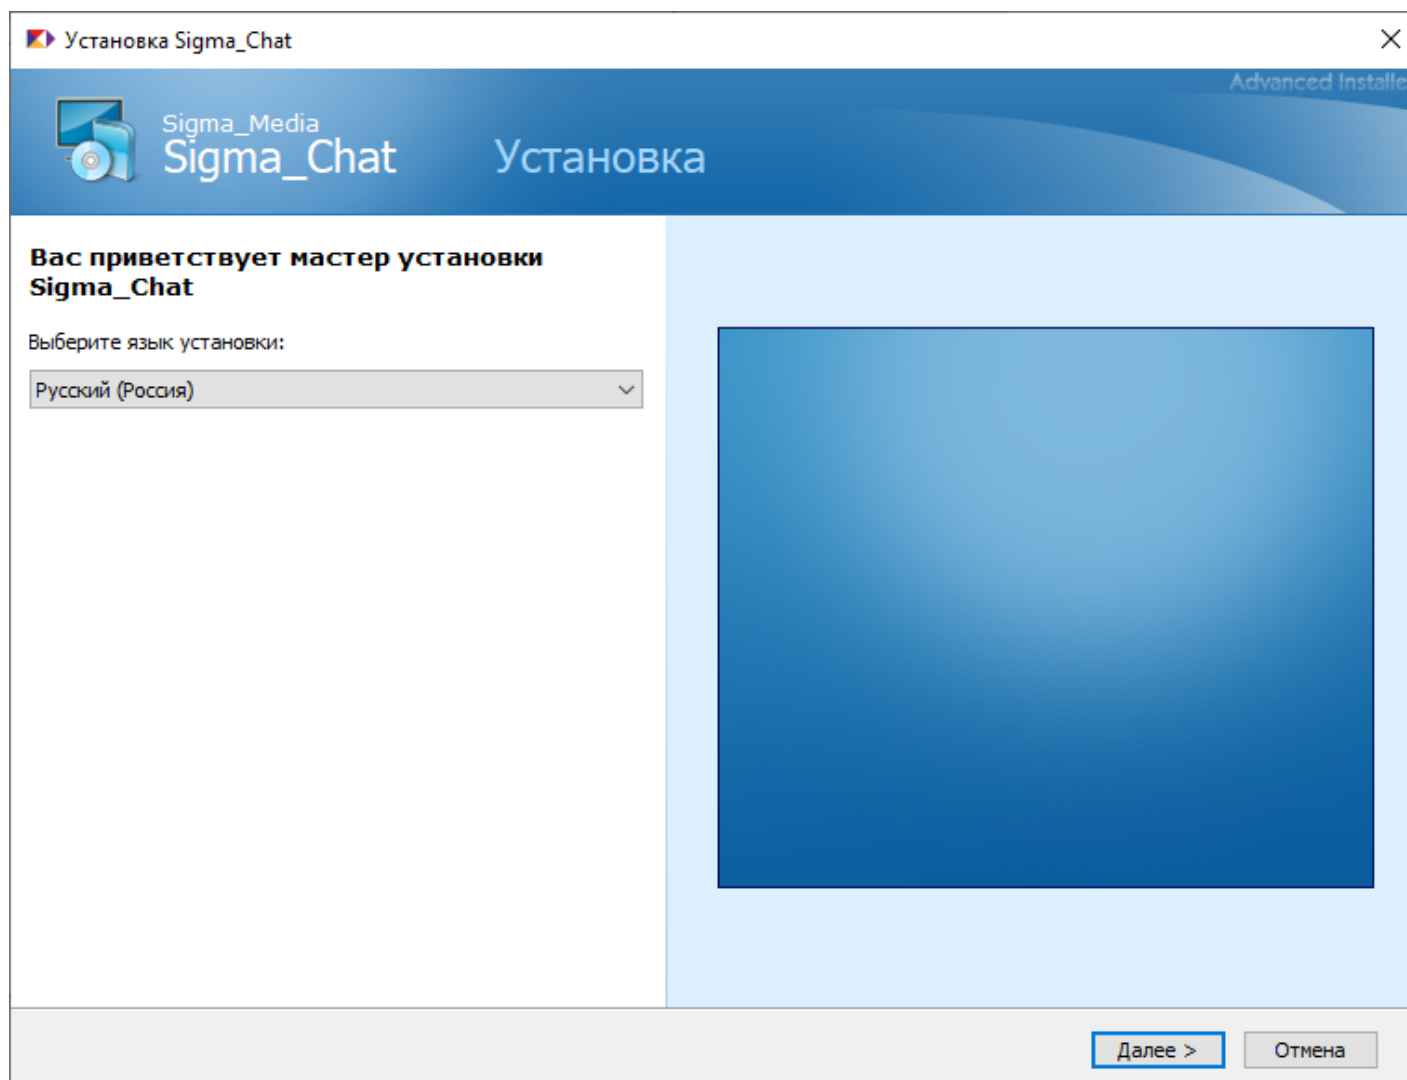 Установка Sigma_Chat
Advanced Installe
Sigma_Media
Sigma_Chat
Установка
Вас приветствует мастер установки
Sigma_Chat
Выберите язык установки:
Русский (Россия)
Далее >
Отмена